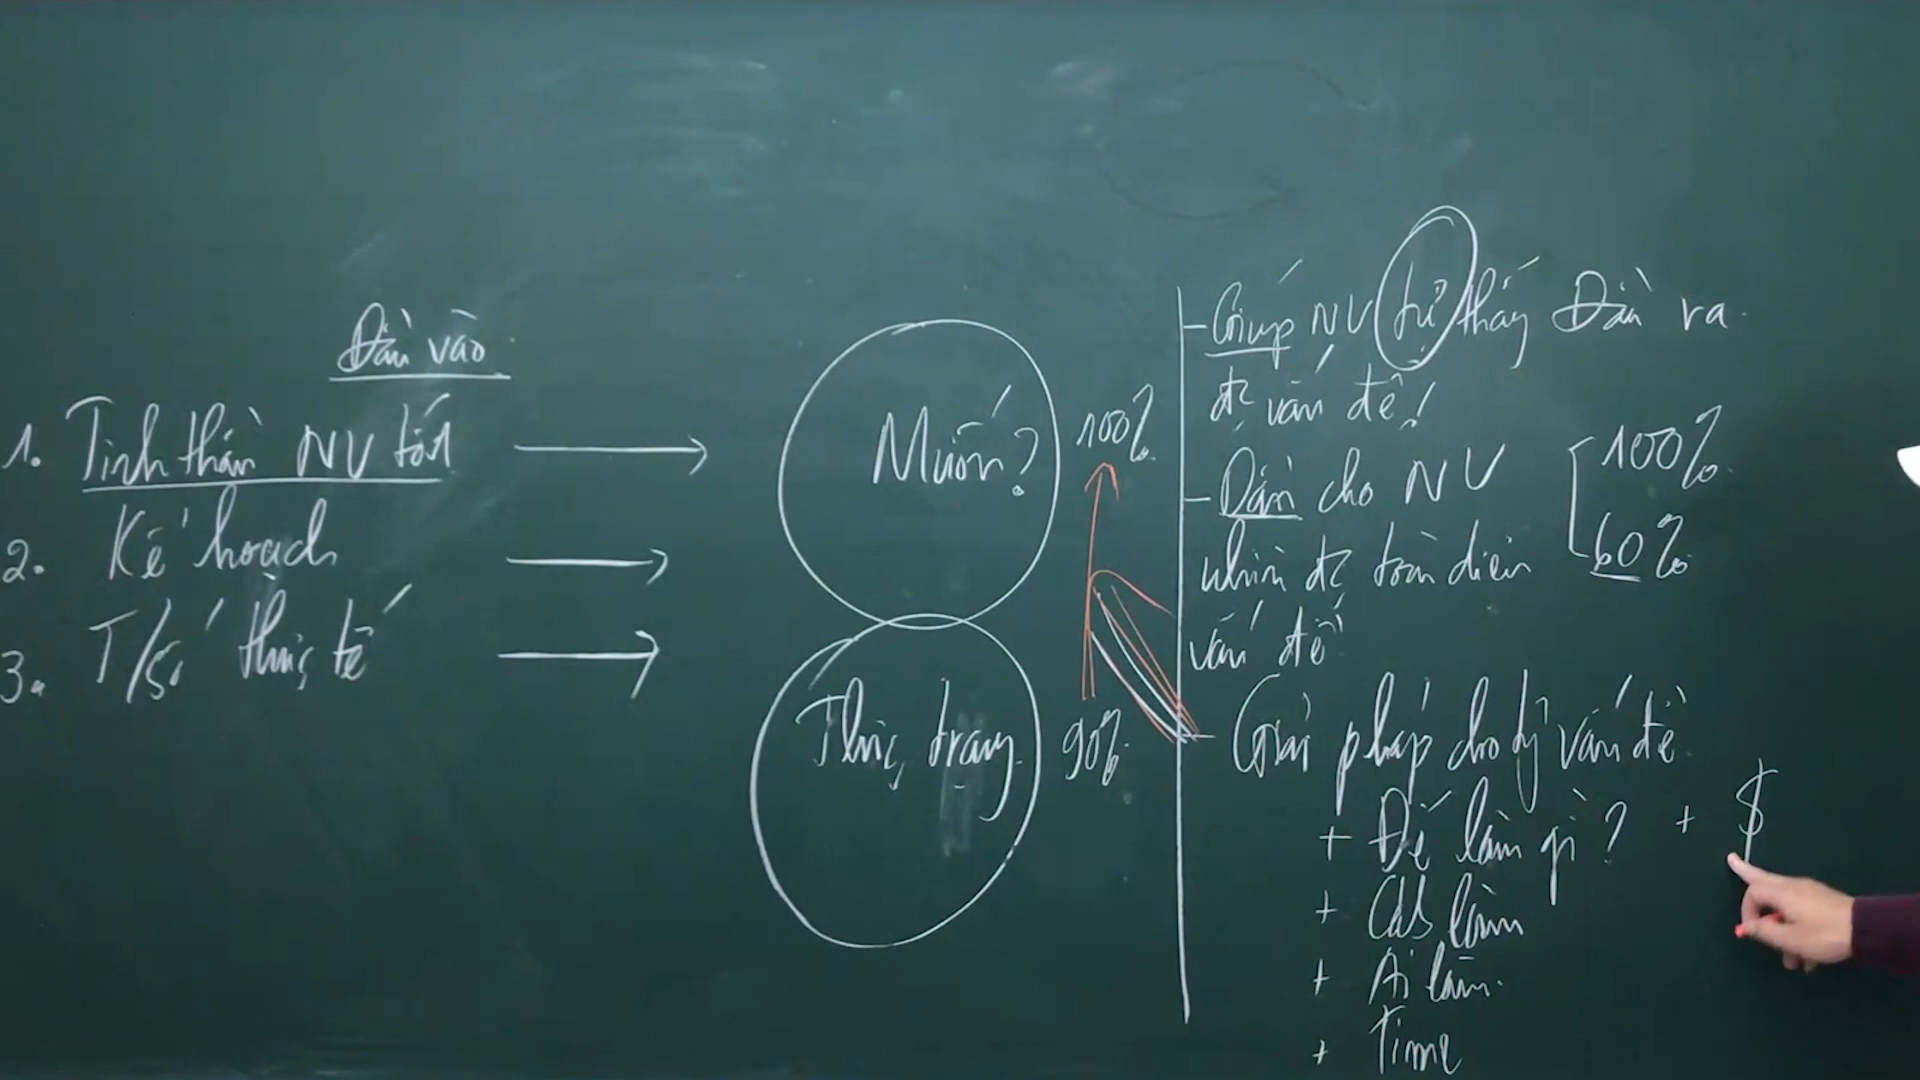 Đầu vào
1. Tinh thần NV tốt
2. Kế hoạch
3. T/số thực tế
Muốn?
100%
Thực trạng
90%
- Giúp NV tự thấy Đầu ra
đc vấn đề!
- Dẫn cho NV
nhìn đc toàn diện
vấn đề
100%
60%
- Giải pháp cho vấn đề
+ Để làm gì?
+ $
+ Cách làm
+ Ai làm
+ Time